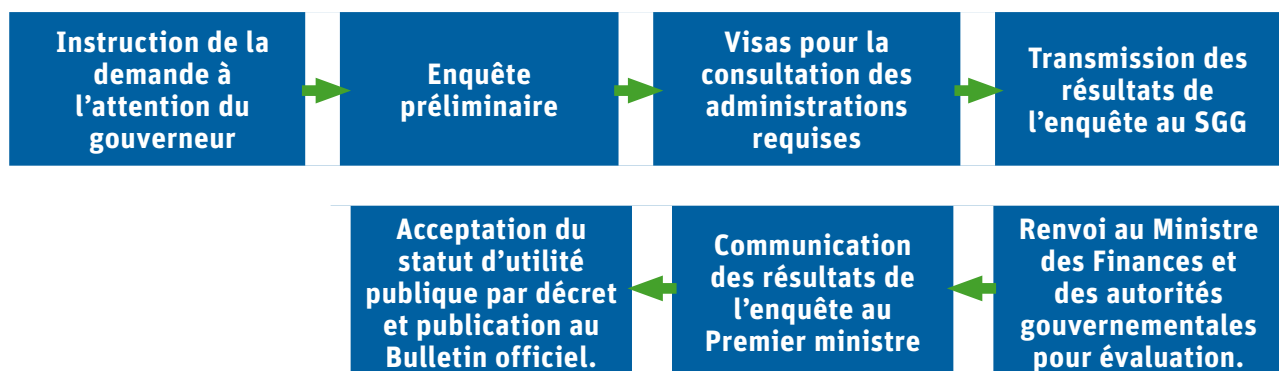 Instruction de la
demande à
l'attention du
gouverneur
Enquête
préliminaire
Visas pour la
consultation des
administrations
requises
Transmission des
résultats de
l'enquête au SGG
Renvoi au Ministre
des Finances et
des autorités
gouvernementales
pour évaluation.
Communication
des résultats de
l'enquête au
Premier ministre
Acceptation du
statut d'utilité
publique par décret
et publication au
Bulletin officiel.